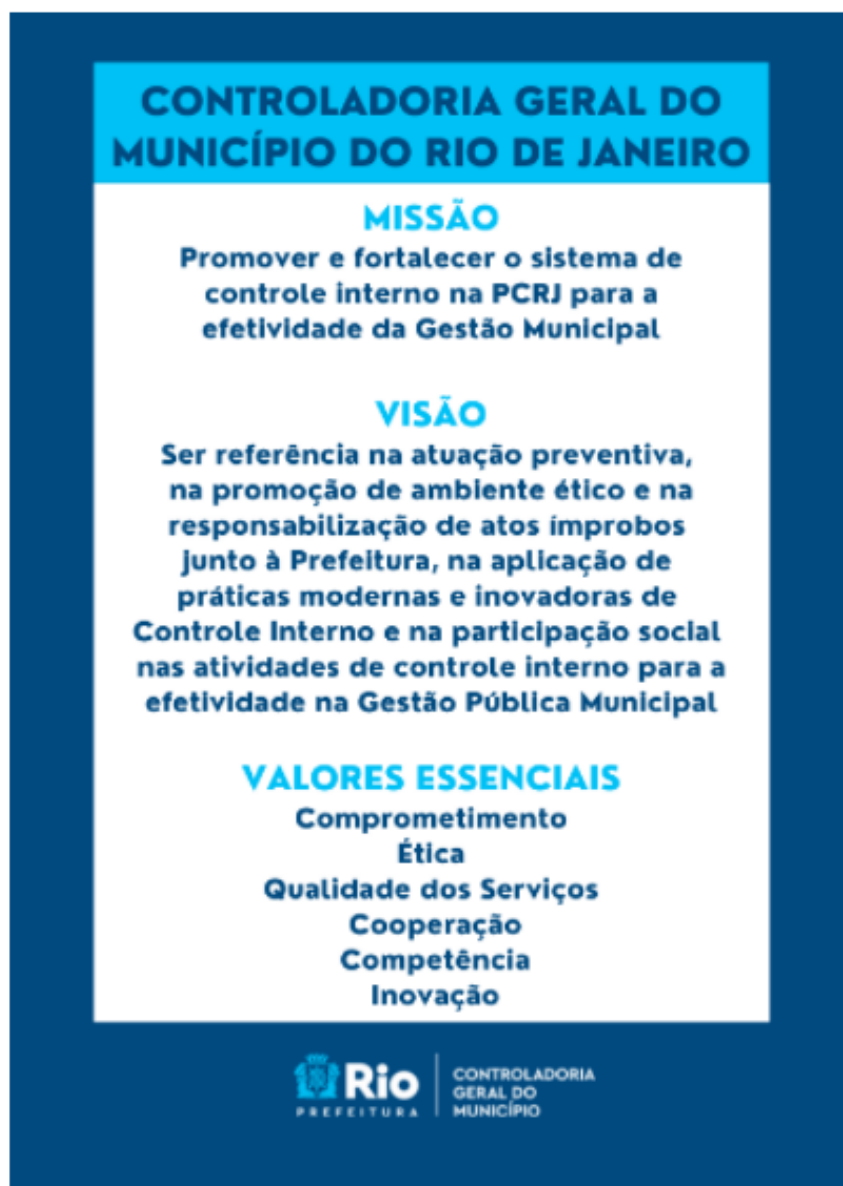 CONTROLADORIA GERAL DO
MUNICÍPIO DO RIO DE JANEIRO
MISSÃO
Promover e fortalecer o sistema de
controle interno na PCRJ para a
efetividade da Gestão Municipal
VISÃO
Ser referência na atuação preventiva,
na promoção de ambiente ético e na
responsabilização de atos ímprobos
junto à Prefeitura, na aplicação de
práticas modernas e inovadoras de
Controle Interno e na participação social
nas atividades de controle interno para a
efetividade na Gestão Pública Municipal
VALORES ESSENCIAIS
Comprometimento
Ética
Qualidade dos Serviços
Cooperação
Competência
Inovação
Rio
PREFEITURA
CONTROLADORIA
GERAL DO
MUNICÍPIO